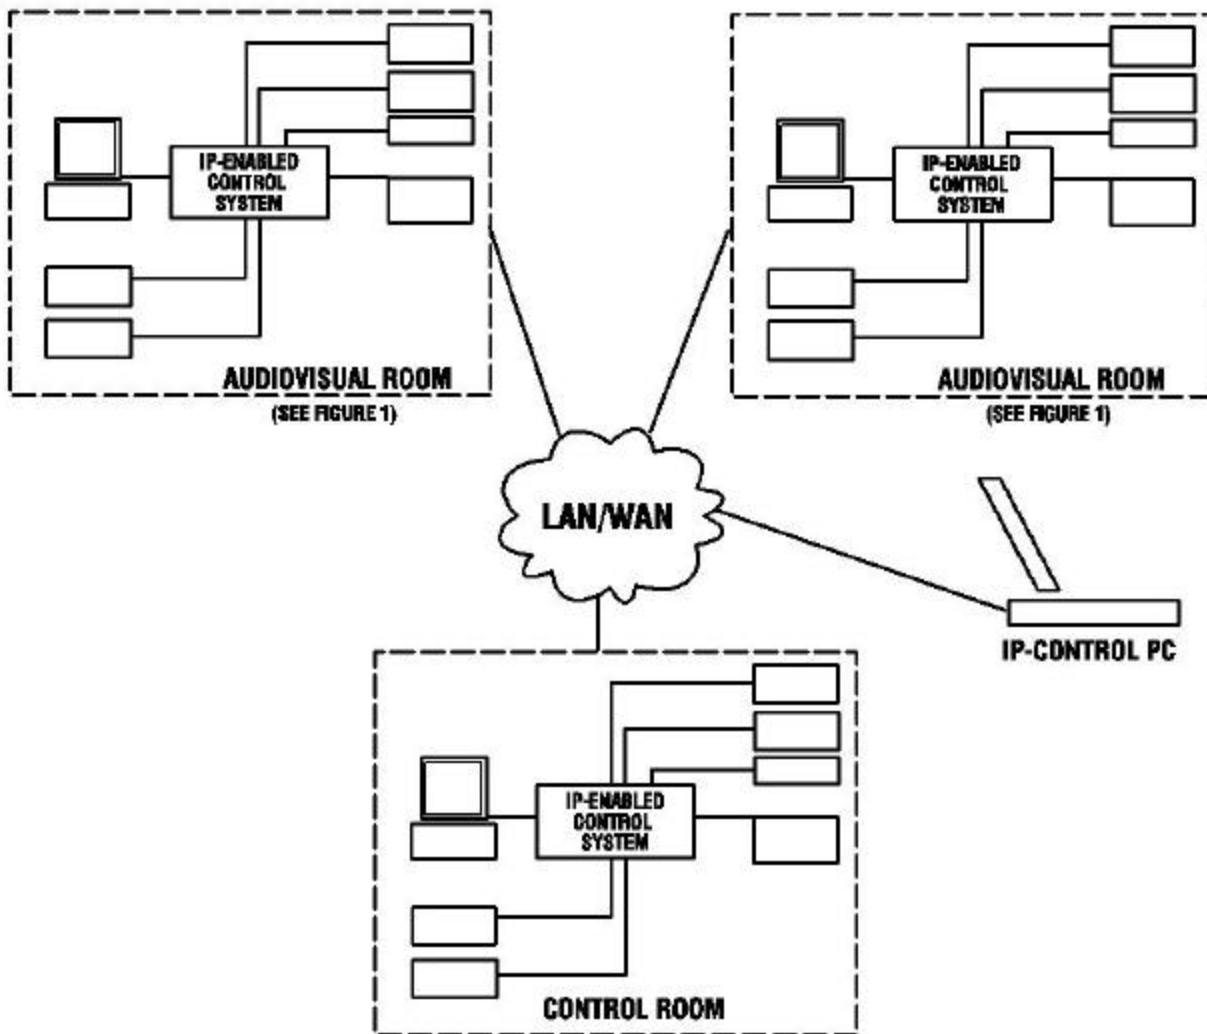 IP-ENABLED
CONTROL
SYSTEM
AUDIOVISUAL ROOM
(SEE FIGURE 1)
IP-ENABLED
CONTROL
SYSTEM
AUDIOVISUAL ROOM
(SEE FIGURE 1)
LAN/WAN
IP-CONTROL PC
IP-ENABLED
CONTROL
SYSTEM
CONTROL ROOM